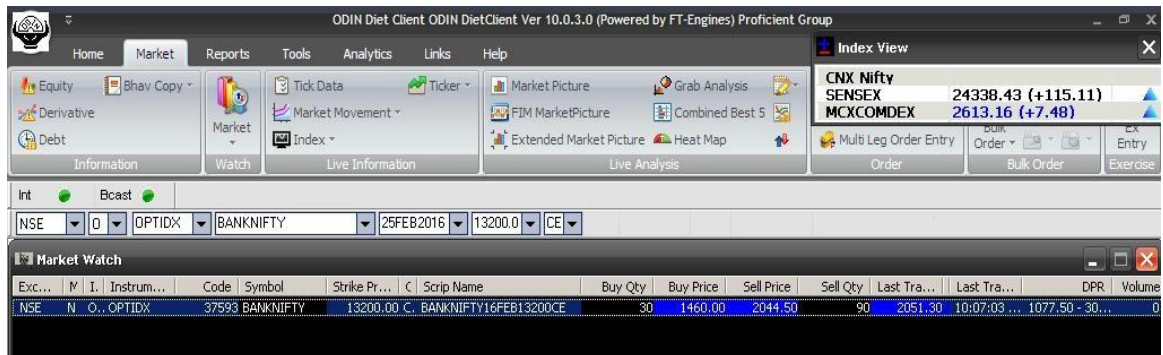 ODIN Diet Client ODIN DietClient Ver 10.0.3.0 (Powered by FT-Engines) Proficient Group
Home Market Reports Tools Analytics Links Help
Index View
CNX Nifty
SENSEX 24338.43 (+115.11)
MCXCOMDEX 2613.16 (+7.48)
Equity Bhav Copy Tick Data Ticker Market Picture Grab Analysis
Derivative Market Movement FIM MarketPicture Combined Best 5
Market
Debt Index Extended Market Picture Heat Map Multi Leg Order Entry Bulk Order Ex Entry
Information Watch Live Information Live Analysis Order Bulk Order Exercise
Int Bcast
NSE O OPTIDX BANKNIFTY 25FEB2016 13200.0 CE
Market Watch
Exc... M I. Instrum... Code Symbol Strike Pr... C Scrip Name Buy Qty Buy Price Sell Price Sell Qty Last Tra... Last Tra... DPR Volume
NSE N O.. OPTIDX 37593 BANKNIFTY 13200.00 C. BANKNIFTY16FEB13200CE 30 1460.00 2044.50 90 2051.30 10:07:03 ... 1077.50 - 30... 0